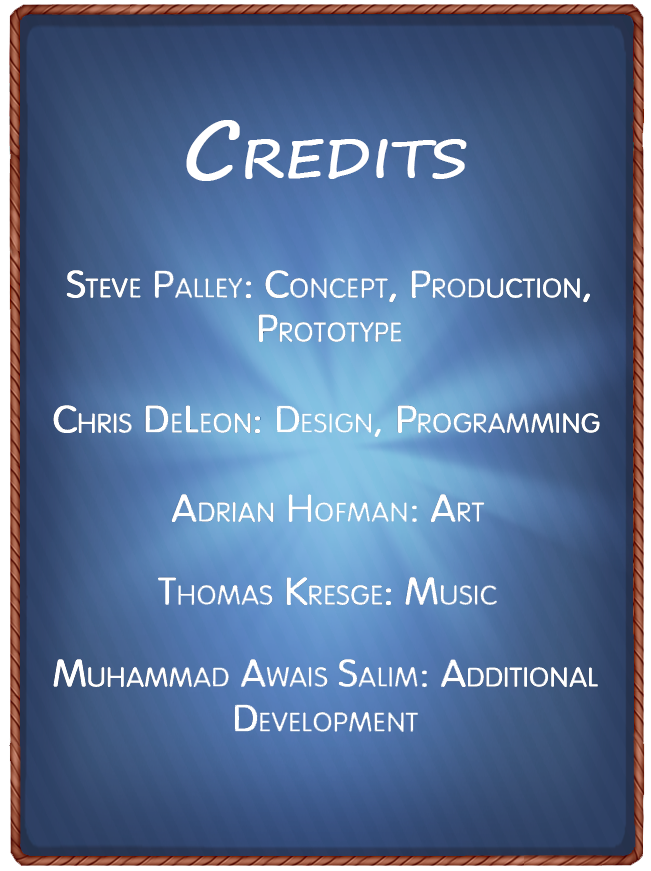 Credits
Steve Palley: Concept, Production,
Prototype
Chris DeLeon: Design, Programming
Adrian Hofman: Art
Thomas Kresge: Music
Muhammad Awais Salim: Additional
Development